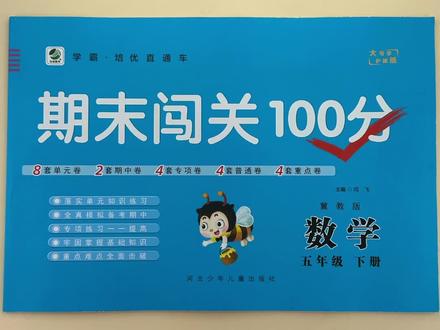 学霸·培优直通车
大号字
护眼版
期末闯关100分
8套单元卷 2套期中卷 4套专项卷 4套普通卷 4套重点卷
主编 闫飞
冀教版
落实单元知识练习
全真模拟备考期中
专项练习一一提高
牢固掌握基础知识
重点难点全面击破
数学
五年级 下册
河北少年儿童出版社